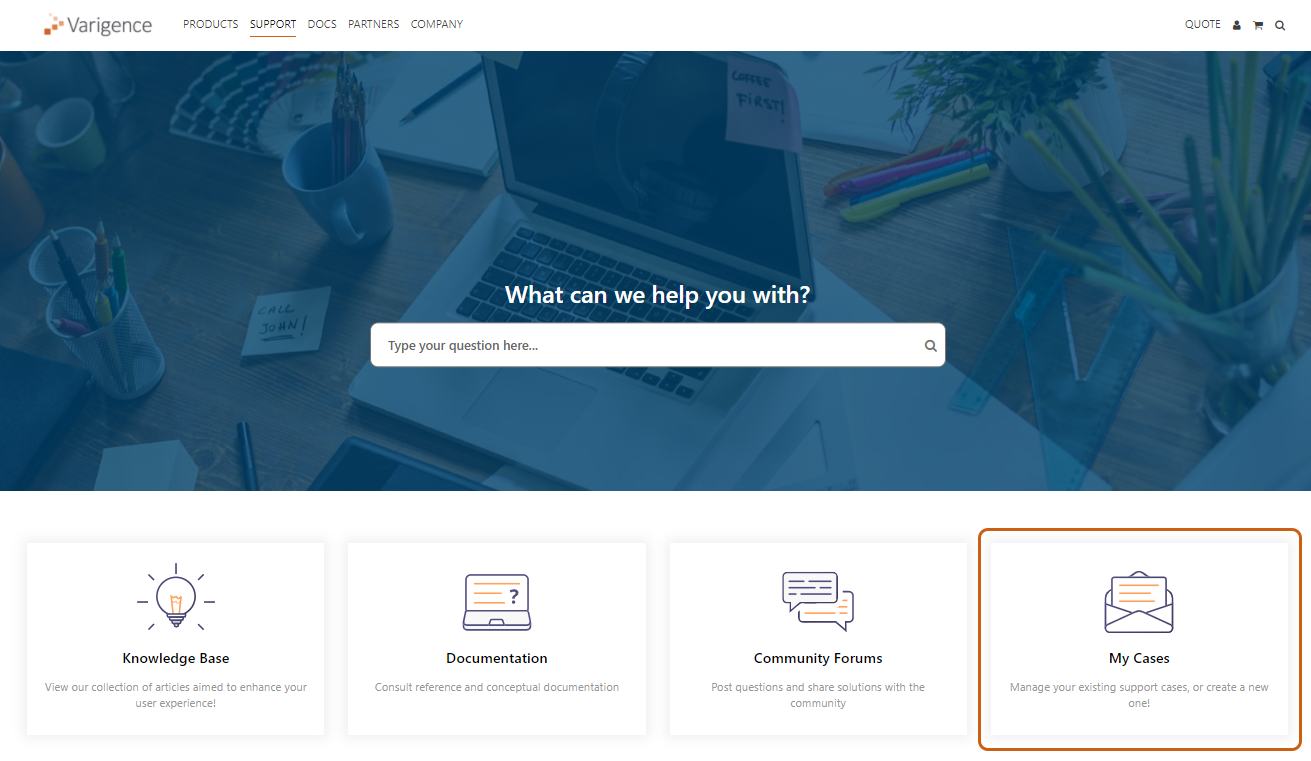 Varigence
PRODUCTS
SUPPORT
DOCS
PARTNERS
COMPANY
QUOTE
COFFEE
FIRST!
CALL
JOHN!
What can we help you with?
Type your question here...
?
Knowledge Base
View our collection of articles aimed to enhance your
user experience!
Documentation
Consult reference and conceptual documentation
Community Forums
Post questions and share solutions with the
community
My Cases
Manage your existing support cases, or create a new
one!